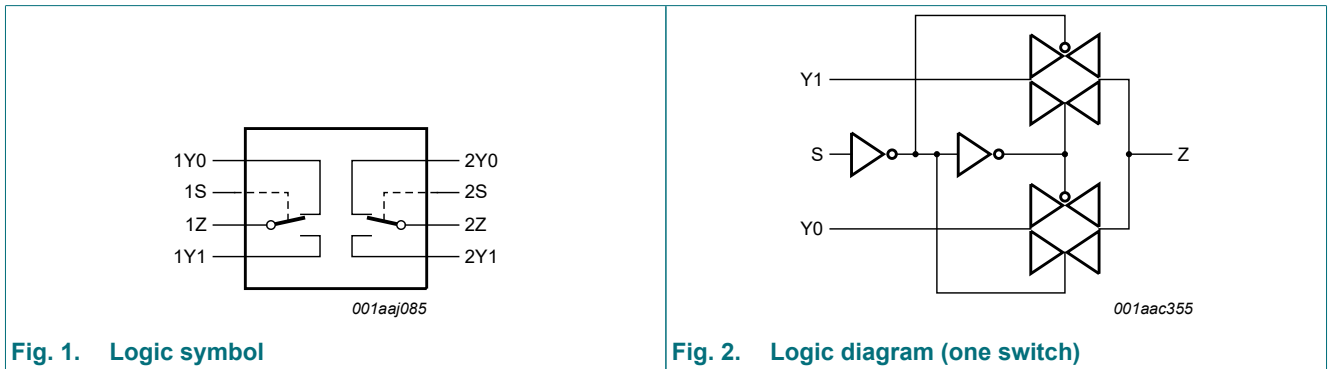 1Y0
2Y0
1S
2S
1Z
2Z
1Y1
2Y1
001aaj085
Fig. 1. Logic symbol
Y1
S
Z
Y0
001aac355
Fig. 2. Logic diagram (one switch)